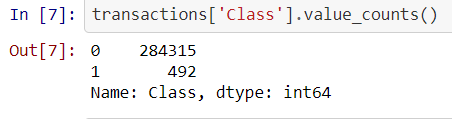 In [7]: transactions['Class'].value_counts()
Out[7]: 0    284315
1       492
Name: Class, dtype: int64